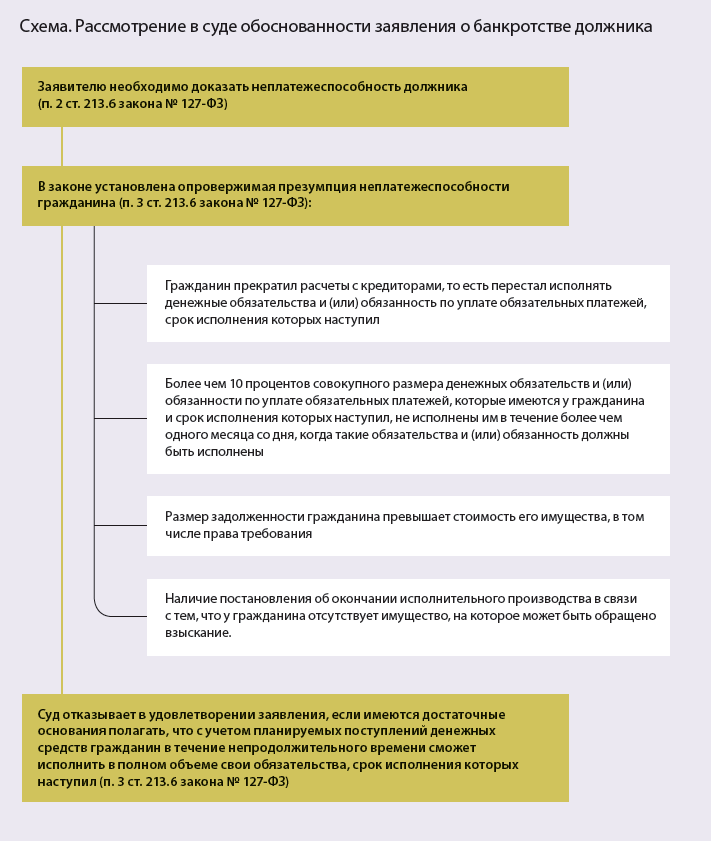 Схема. Рассмотрение в суде обоснованности заявления о банкротстве должника
Заявителю необходимо доказать неплатежеспособность должника
(п. 2 ст. 213.6 закона № 127-ФЗ)
В законе установлена опровержимая презумпция неплатежеспособности
гражданина (п. 3 ст. 213.6 закона № 127-ФЗ):
Гражданин прекратил расчеты с кредиторами, то есть перестал исполнять
денежные обязательства и (или) обязанность по уплате обязательных платежей,
срок исполнения которых наступил
Более чем 10 процентов совокупного размера денежных обязательств и (или)
обязанности по уплате обязательных платежей, которые имеются у гражданина
и срок исполнения которых наступил, не исполнены им в течение более чем
одного месяца со дня, когда такие обязательства и (или) обязанность должны
быть исполнены
Размер задолженности гражданина превышает стоимость его имущества, в том
числе права требования
Наличие постановления об окончании исполнительного производства в связи
с тем, что у гражданина отсутствует имущество, на которое может быть обращено
взыскание.
Суд отказывает в удовлетворении заявления, если имеются достаточные
основания полагать, что с учетом планируемых поступлений денежных
средств гражданин в течение непродолжительного времени сможет
исполнить в полном объеме свои обязательства, срок исполнения которых
наступил (п. 3 ст. 213.6 закона № 127-ФЗ)